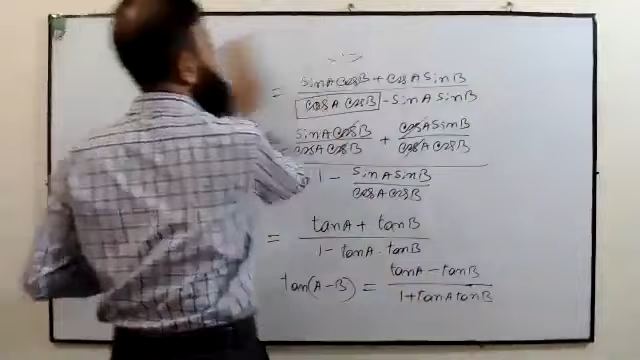 = (sinA cosB + cosA sinB) / (cosA cosB - sinA sinB)
(sinA cosB / cosA cosB) + (cosA sinB / cosA cosB)
1 - (sinA sinB / cosA cosB)
= (tanA + tanB) / (1 - tanA . tanB)
tan(A-B) = (tanA - tanB) / (1 + tanA tanB)